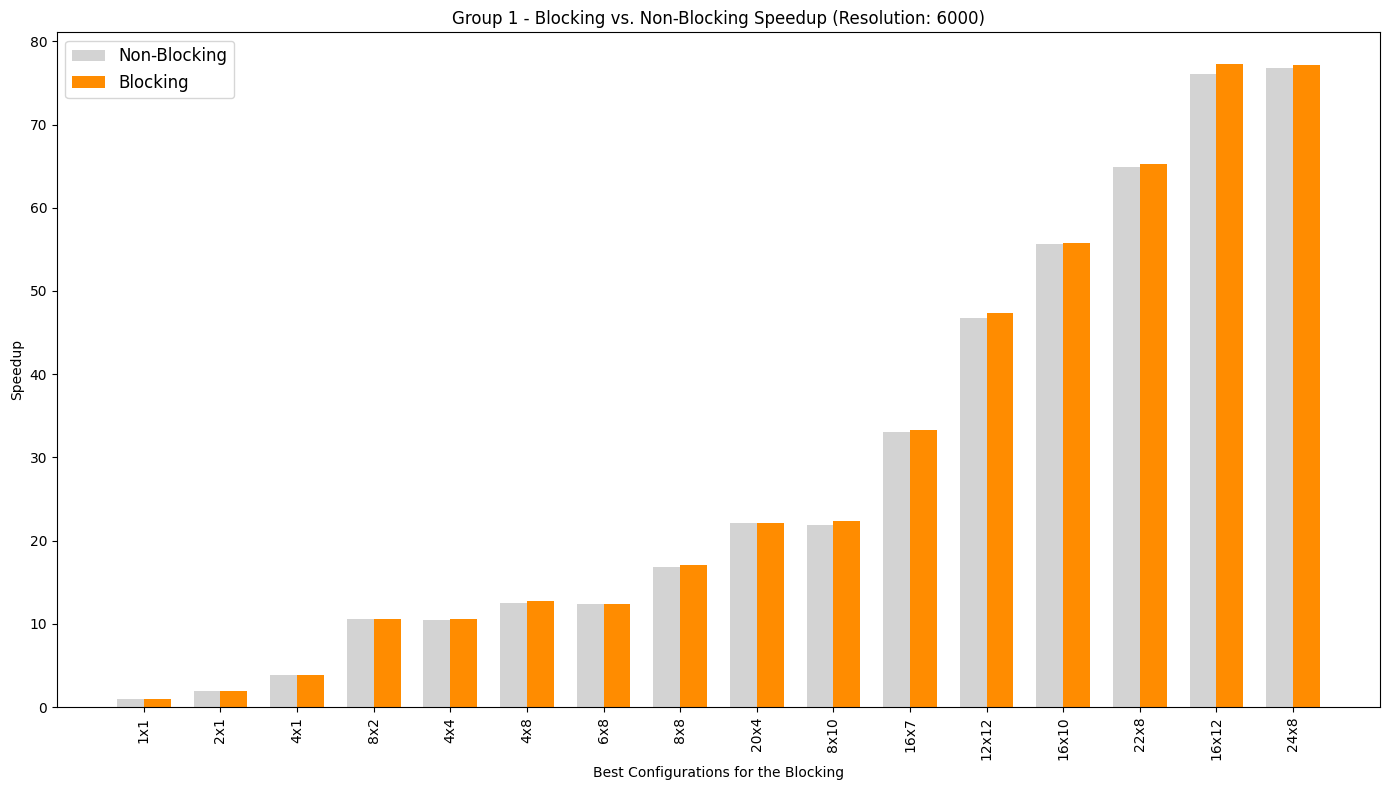 Group 1 - Blocking vs. Non-Blocking Speedup (Resolution: 6000)
Non-Blocking
Blocking
Speedup
80
70
60
50
40
30
20
10
0
1x1
2x1
4x1
8x2
4x4
4x8
6x8
8x8
20x4
8x10
16x7
12x12
16x10
22x8
16x12
24x8
Best Configurations for the Blocking